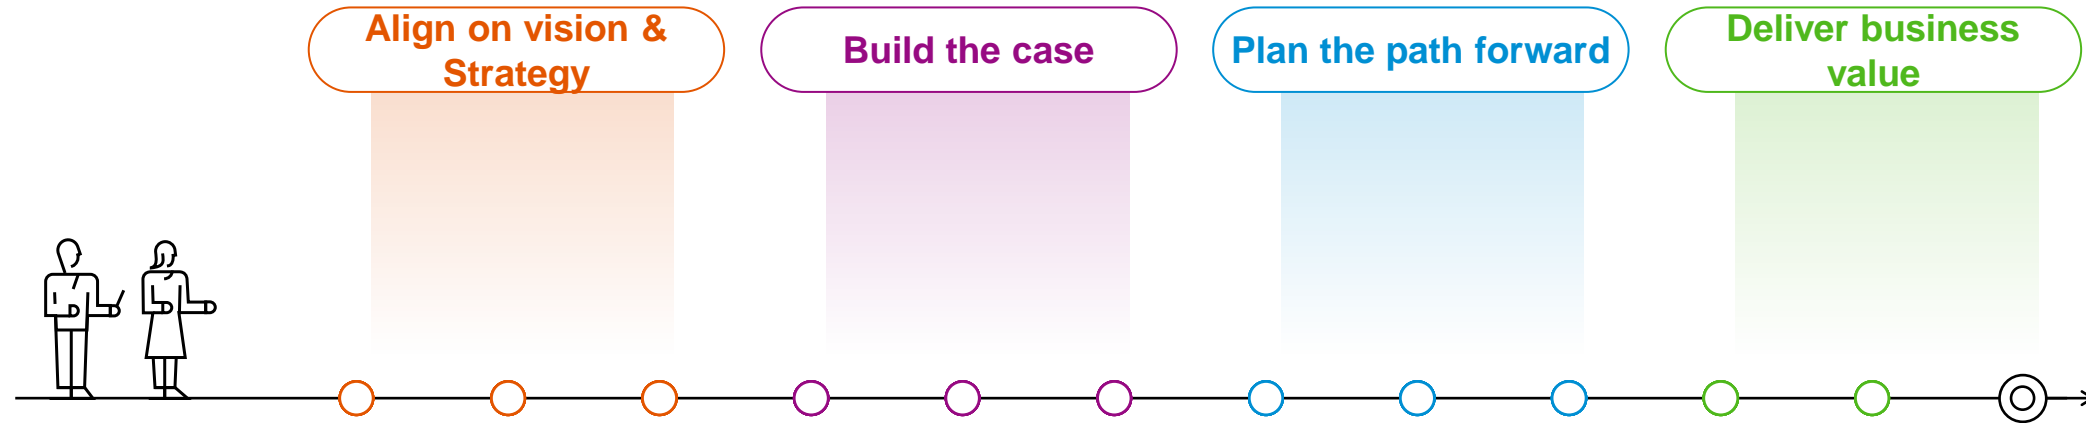 Align on vision &
Strategy
Build the case
Plan the path forward
Deliver business
value